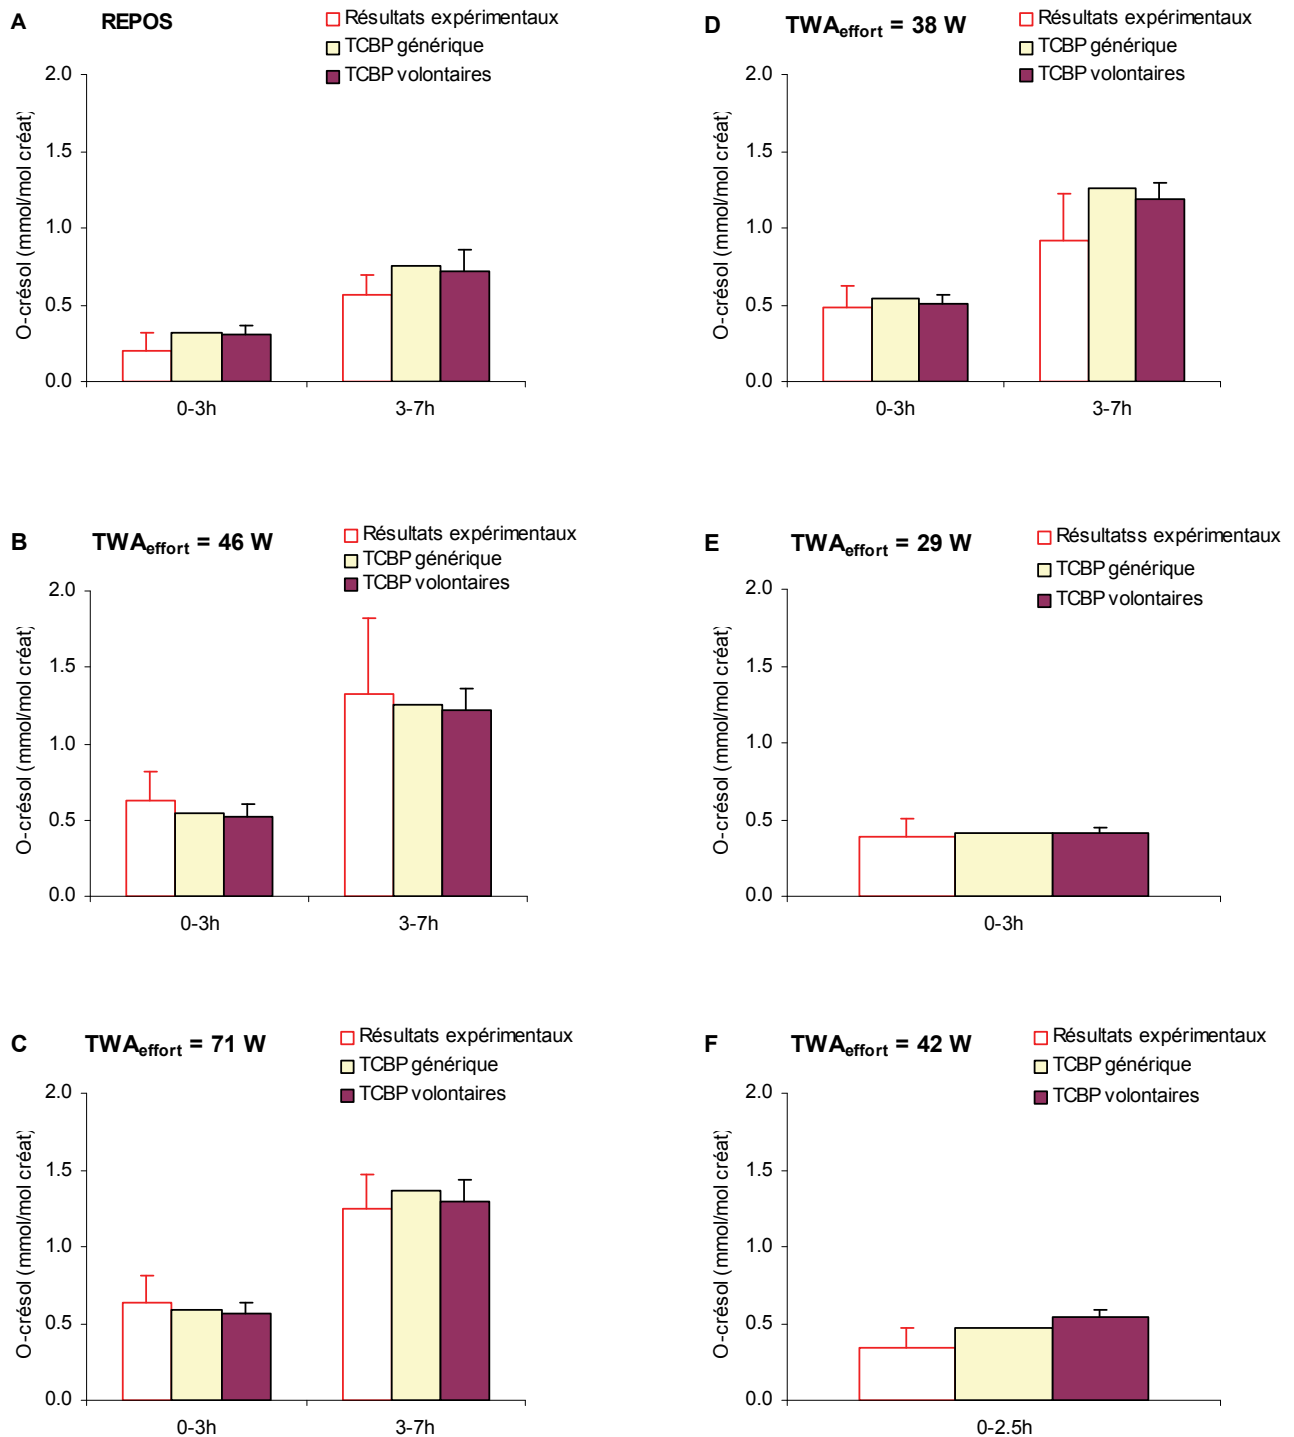 A REPOS
Résultats expérimentaux
TCBP générique
TCBP volontaires
O-crésol (mmol/mol créat)
2.0
1.5
1.0
0.5
0.0
0-3h 3-7h
D TWAeffort = 38 W
Résultats expérimentaux
TCBP générique
TCBP volontaires
O-crésol (mmol/mol créat)
2.0
1.5
1.0
0.5
0.0
0-3h 3-7h
B TWAeffort = 46 W
Résultats expérimentaux
TCBP générique
TCBP volontaires
O-crésol (mmol/mol créat)
2.0
1.5
1.0
0.5
0.0
0-3h 3-7h
E TWAeffort = 29 W
Résultatss expérimentaux
TCBP générique
TCBP volontaires
O-crésol (mmol/mol créat)
2.0
1.5
1.0
0.5
0.0
0-3h
C TWAeffort = 71 W
Résultats expérimentaux
TCBP générique
TCBP volontaires
O-crésol (mmol/mol créat)
2.0
1.5
1.0
0.5
0.0
0-3h 3-7h
F TWAeffort = 42 W
Résultats expérimentaux
TCBP générique
TCBP volontaires
O-crésol (mmol/mol créat)
2.0
1.5
1.0
0.5
0.0
0-2.5h